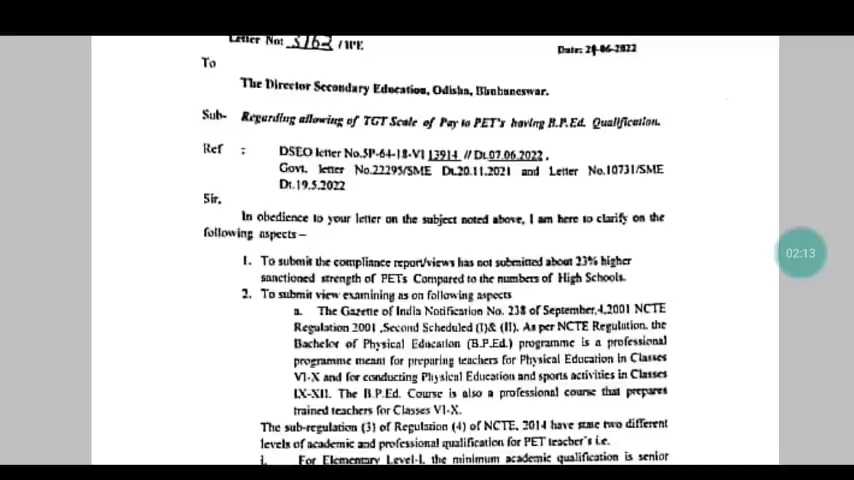 Letter No: 3762 /IPE
Date: 21-06-2022
To
The Director Secondary Education, Odisha, Bhubaneswar.
Sub- Regarding allowing of TGT Scale of Pay to PET's having B.P.Ed. Qualification.
Ref : DSEO letter No.5P-64-18-VI 13914 // Dt.07.06.2022.
Govt. letter No.22295/SME Dt.20.11.2021 and Letter No.10731/SME
Dt.19.5.2022
Sir,
In obedience to your letter on the subject noted above, I am here to clarify on the
following aspects–
1. To submit the compliance report/views has not submitted about 23% higher
sanctioned strength of PETs Compared to the numbers of High Schools.
2. To submit view examining as on following aspects
a. The Gazette of India Notification No. 238 of September,4,2001 NCTE
Regulation 2001 ,Second Scheduled (I)& (II). As per NCTE Regulation, the
Bachelor of Physical Education (B.P.Ed) programme is a professional
programme meant for preparing teachers for Physical Education in Classes
VI-X and for conducting Physical Education and sports activities in Classes
IX-XII. The B.P.Ed. Course is also a professional course that prepares
trained teachers for Classes VI-X.
The sub-regulation (3) of Regulation (4) of NCTE, 2014 have state two different
levels of academic and professional qualification for PET teacher's i.e.
i. For Elementary Level-I, the minimum academic qualification is senior
02:13